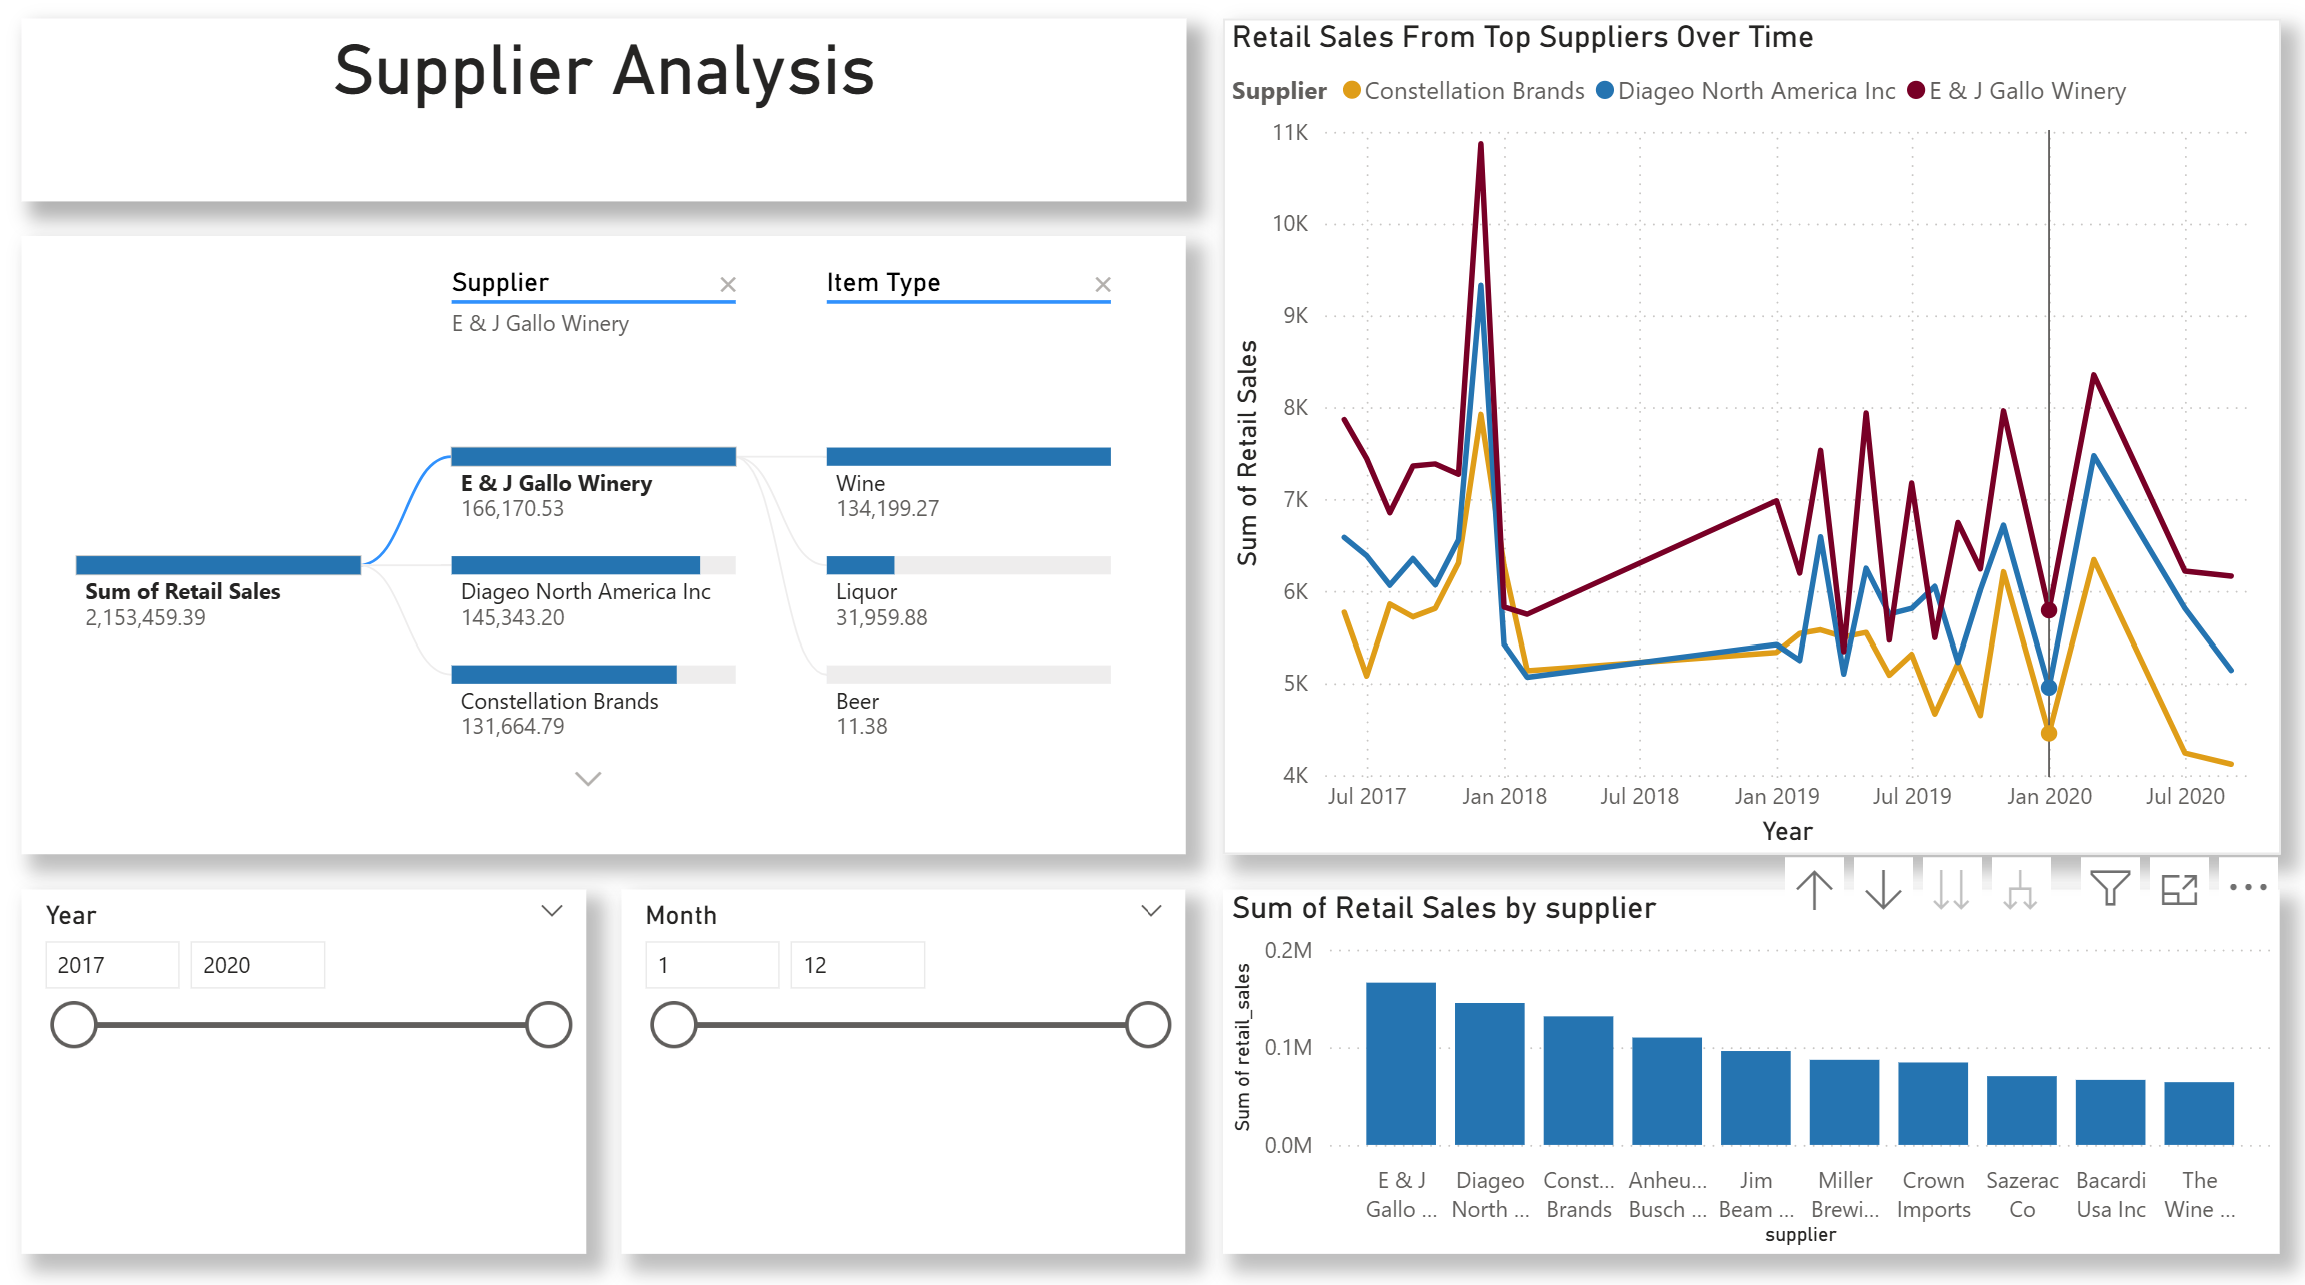 Supplier Analysis
Supplier
Item Type
E & J Gallo Winery
E & J Gallo Winery
166,170.53
Wine
134,199.27
Sum of Retail Sales
2,153,459.39
Diageo North America Inc
145,343.20
Liquor
31,959.88
Constellation Brands
131,664.79
Beer
11.38
Year
2017 2020
Month
1 12
Retail Sales From Top Suppliers Over Time
Supplier Constellation Brands Diageo North America Inc E & J Gallo Winery
Sum of Retail Sales
11K
10K
9K
8K
7K
6K
5K
4K
Jul 2017 Jan 2018 Jul 2018 Jan 2019 Jul 2019 Jan 2020 Jul 2020
Year
Sum of Retail Sales by supplier
Sum of retail_sales
0.2M
0.1M
0.0M
E & J Diageo Const... Anheu... Jim Miller Crown Sazerac Bacardi The
Gallo ... North ... Brands Busch ... Beam ... Brewi... Imports Co Usa Inc Wine ...
supplier